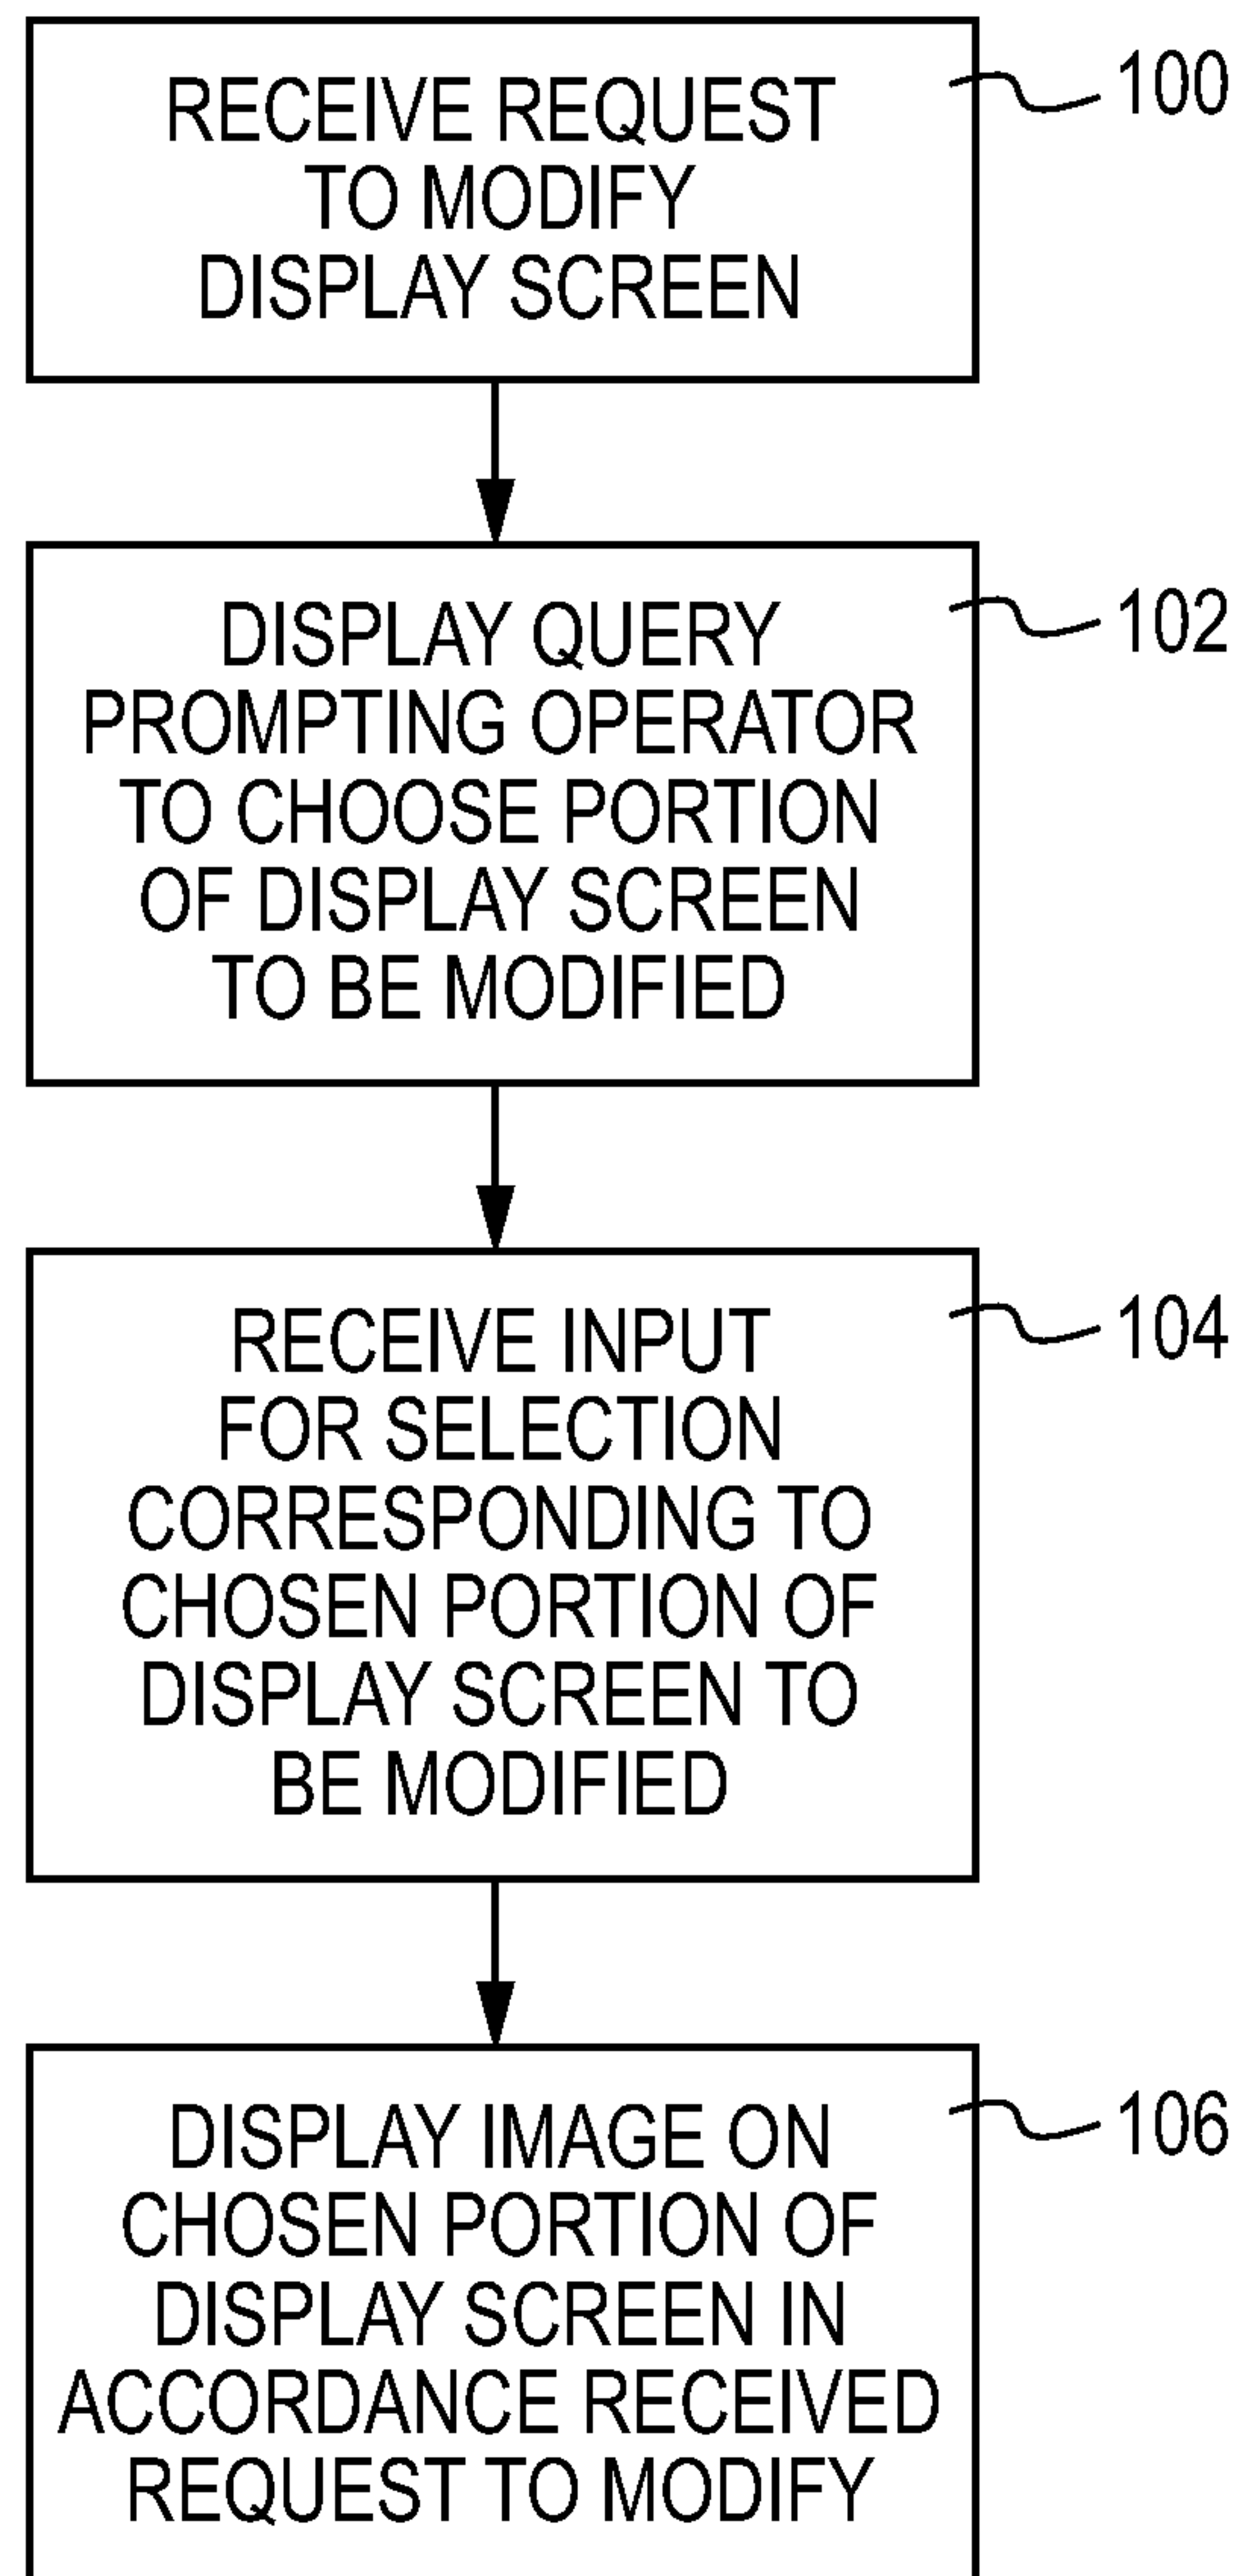 RECEIVE REQUEST
TO MODIFY
DISPLAY SCREEN
100
DISPLAY QUERY
PROMPTING OPERATOR
TO CHOOSE PORTION
OF DISPLAY SCREEN
TO BE MODIFIED
102
RECEIVE INPUT
FOR SELECTION
CORRESPONDING TO
CHOSEN PORTION OF
DISPLAY SCREEN TO
BE MODIFIED
104
DISPLAY IMAGE ON
CHOSEN PORTION OF
DISPLAY SCREEN IN
ACCORDANCE RECEIVED
REQUEST TO MODIFY
106